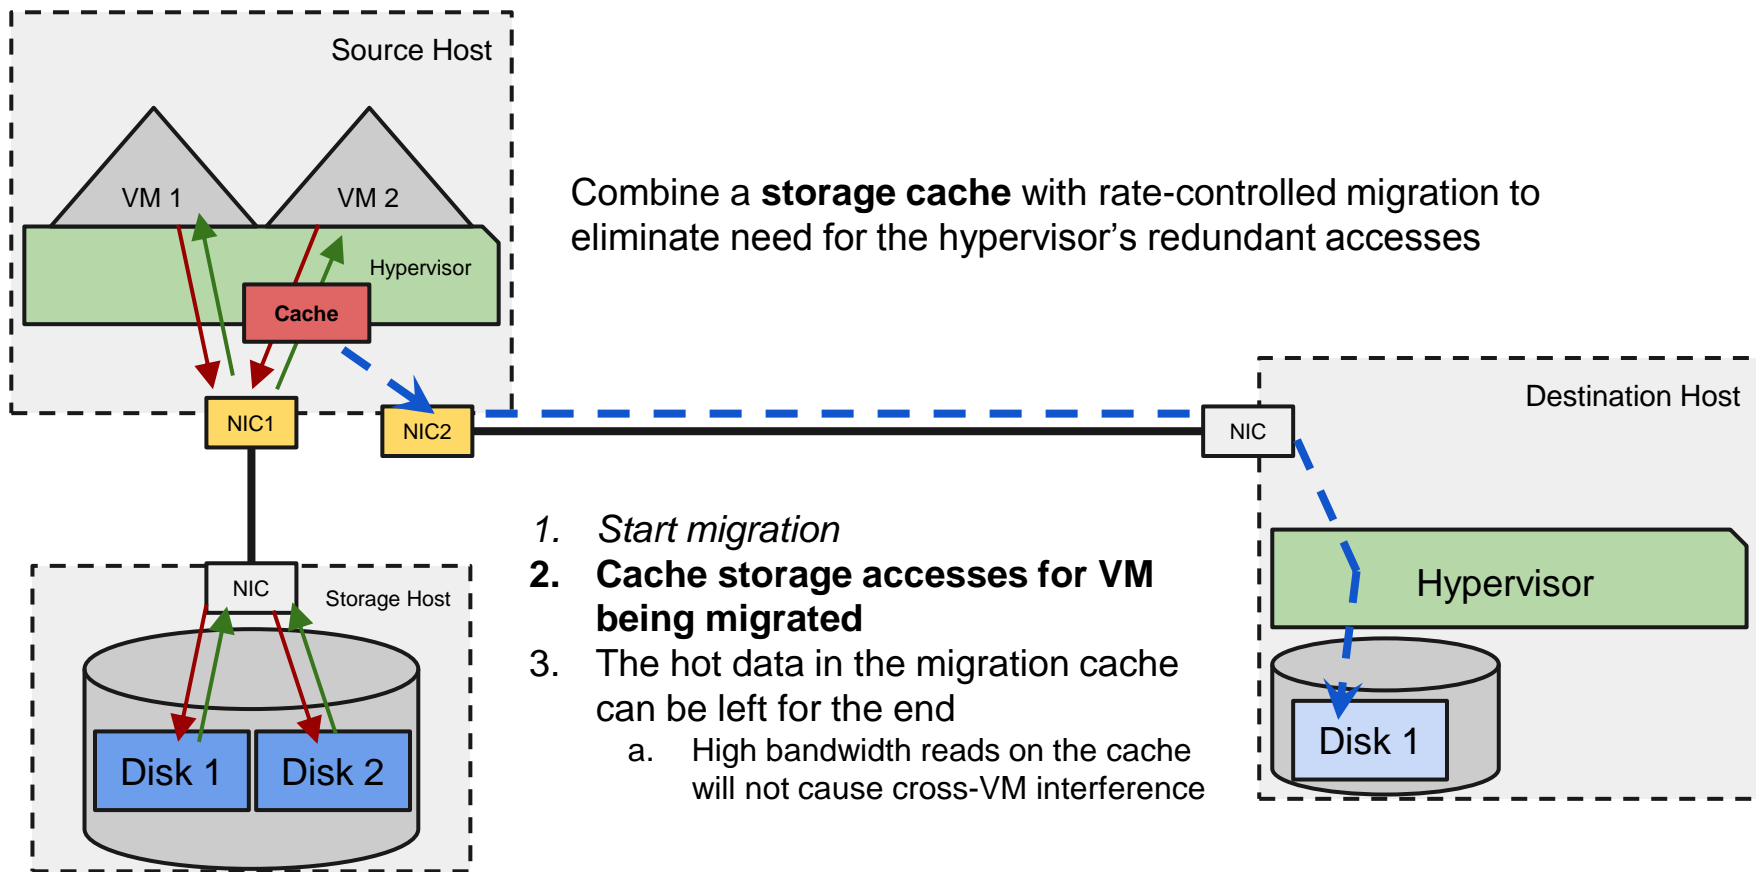 Source Host
VM 1
VM 2
Hypervisor
Cache
NIC1
NIC2
Combine a storage cache with rate-controlled migration to
eliminate need for the hypervisor’s redundant accesses
NIC
Destination Host
Hypervisor
Disk 1
1. Start migration
2. Cache storage accesses for VM
being migrated
3. The hot data in the migration cache
can be left for the end
a. High bandwidth reads on the cache
will not cause cross-VM interference
NIC
Storage Host
Disk 1
Disk 2